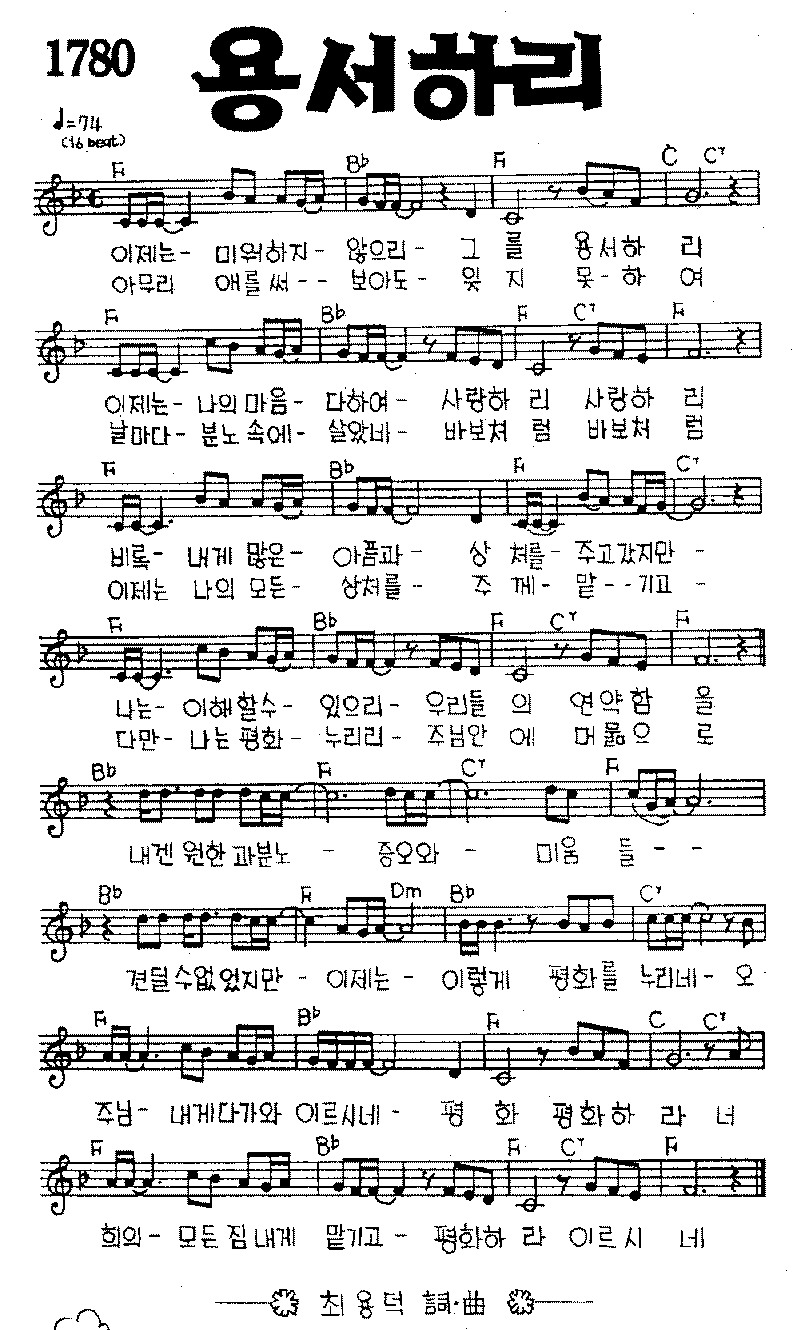 1780
용서하리
♩=74
(16 beat)
F Bb F C C7
이제는- 미워하지- 않으리- 그 를 용서하 리
아무리 애를써-- 보아도- 잊 지 못-하 여
F Bb F C7 F
이제는- 나의 마음- 다하여- 사랑하 리 사랑하 리
날마다- 분노 속에- 살았네- 바보처 럼 바보처 럼
F Bb F C7
비록- 내게 많은- 아픔과- 상 처를- 주고갔지만 -
이제는 나의 모든- 상처를 - 주 께- 맡--기고 -
F Bb F C7 F
나는- 이해할수- 있으리- 우리들 의 연약함 을
다만- 나는 평화- 누리리- 주님안 에 머묾으 로
Bb F C7 F
내겐 원한 과분노 - 증오와 - 미움 들 - -
Bb F Dm Bb C7
견딜수없었지만 - 이제는- 이렇게 평화를 누리네- 오
F Bb F C C7
주님- 내게다가와 이르시네- 평 화 평화하 라 너
F Bb F C7 F
희의- 모든 짐 내게 맡기고- 평화하 라 이르시 네
최용덕 詞·曲